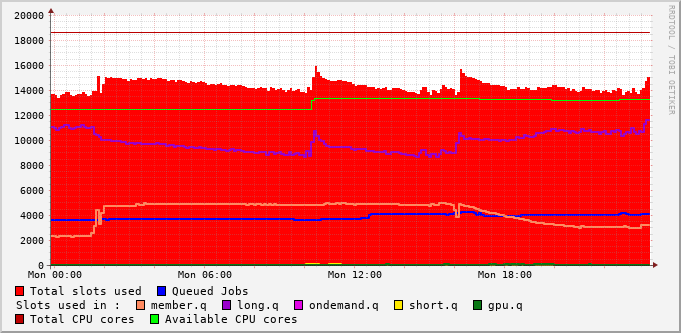 RRDTOOL / TOBI OETIKER
20000
18000
16000
14000
12000
10000
8000
6000
4000
2000
0
Mon 00:00 Mon 06:00 Mon 12:00 Mon 18:00
Total slots used Queued Jobs
Slots used in : member.q long.q ondemand.q short.q gpu.q
Total CPU cores Available CPU cores